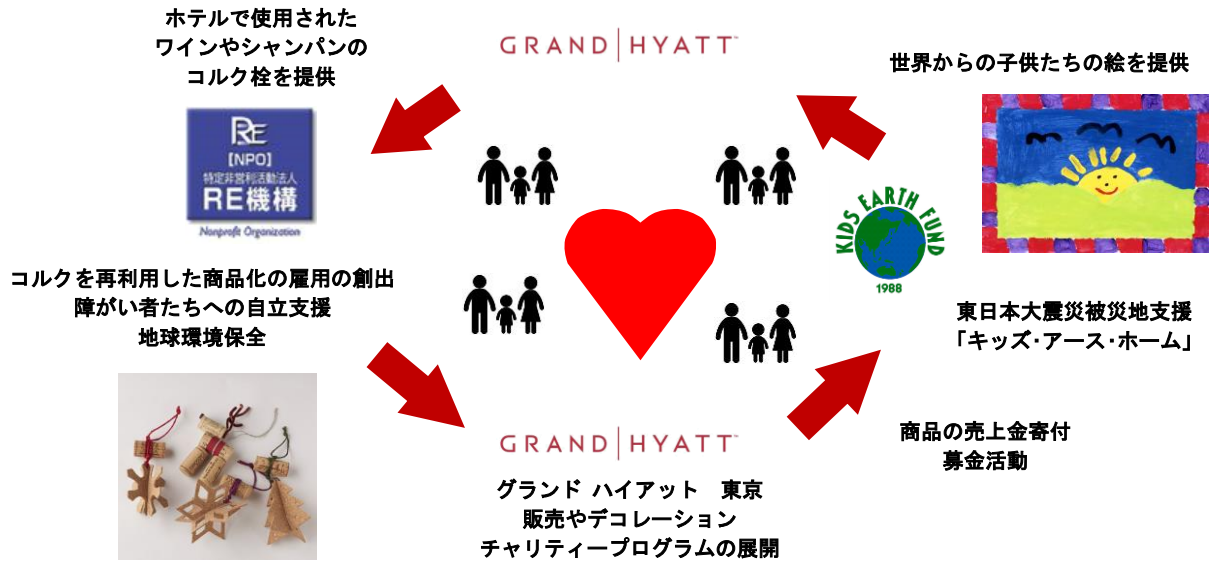 ホテルで使用された
ワインやシャンパンの
コルク栓を提供
GRAND|HYATT™
世界からの子供たちの絵を提供
RE
[NPO]
特定非営利活動法人
RE機構
Nonprofit Organization
KIDS EARTH FUND
1988
コルクを再利用した商品化の雇用の創出
障がい者たちへの自立支援
地球環境保全
東日本大震災被災地支援
「キッズ・アース・ホーム」
商品の売上金寄付
募金活動
GRAND|HYATT™
グランド ハイアット　東京
販売やデコレーション
チャリティープログラムの展開